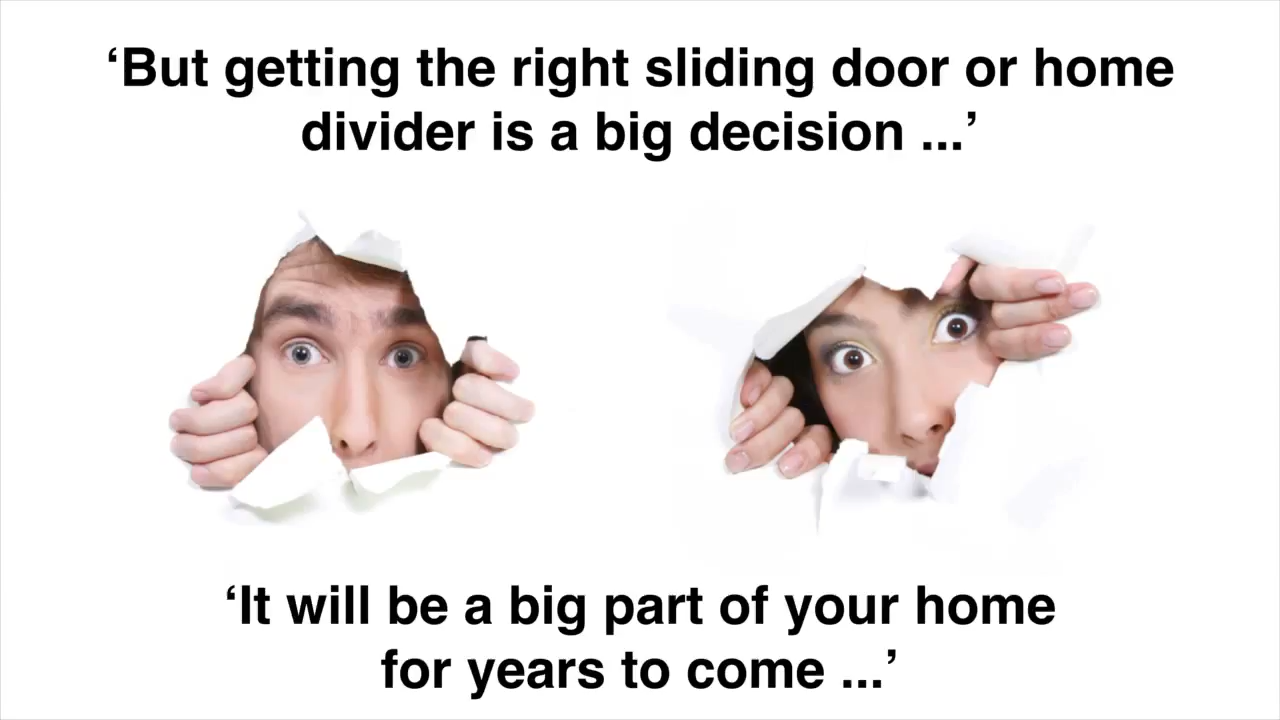 ‘But getting the right sliding door or home
divider is a big decision ...’
‘It will be a big part of your home
for years to come ...’